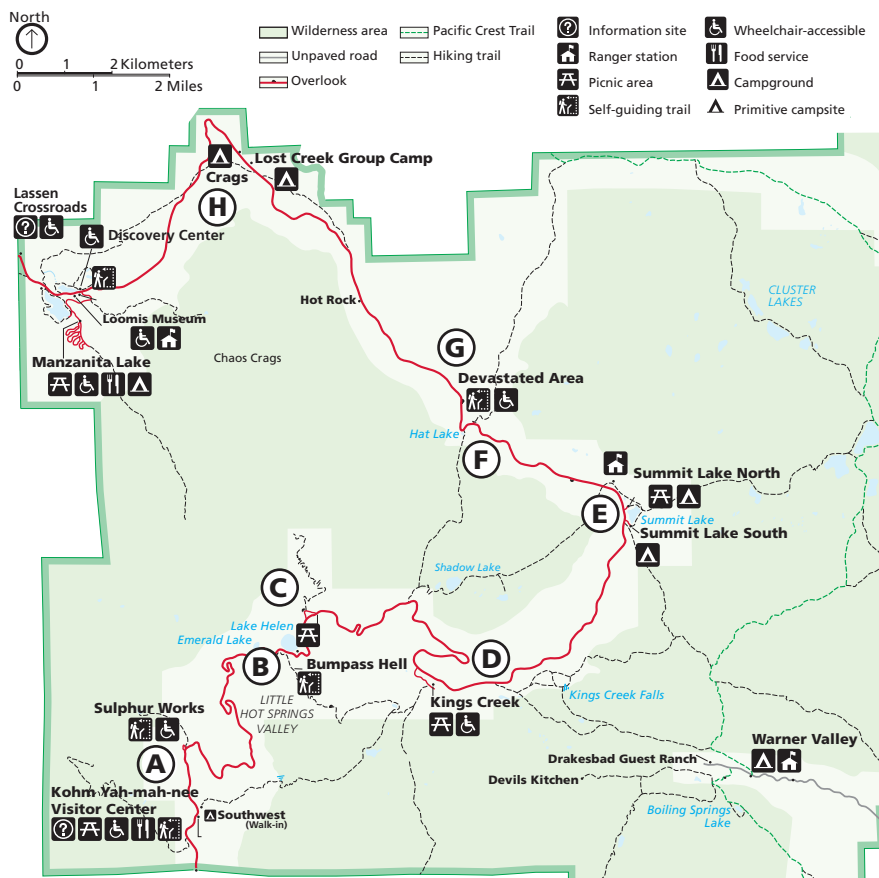 North
0 1 2 Kilometers
0 1 2 Miles
Wilderness area
Unpaved road
Overlook
Pacific Crest Trail
Hiking trail
Information site
Ranger station
Picnic area
Self-guiding trail
Wheelchair-accessible
Food service
Campground
Primitive campsite
Lost Creek Group Camp
Crags
H
Lassen
Crossroads
Discovery Center
Loomis Museum
Manzanita Lake
Hot Rock
Chaos Crags
CLUSTER
LAKES
G
Devastated Area
Hat Lake
F
Summit Lake North
E
Summit Lake
Summit Lake South
Shadow Lake
C
Lake Helen
Emerald Lake
B
Bumpass Hell
D
LITTLE
HOT SPRINGS
VALLEY
Kings Creek
Kings Creek Falls
Sulphur Works
A
Kohm Yah-mah-nee
Visitor Center
Southwest
(Walk-in)
Warner Valley
Drakesbad Guest Ranch
Devils Kitchen
Boiling Springs
Lake